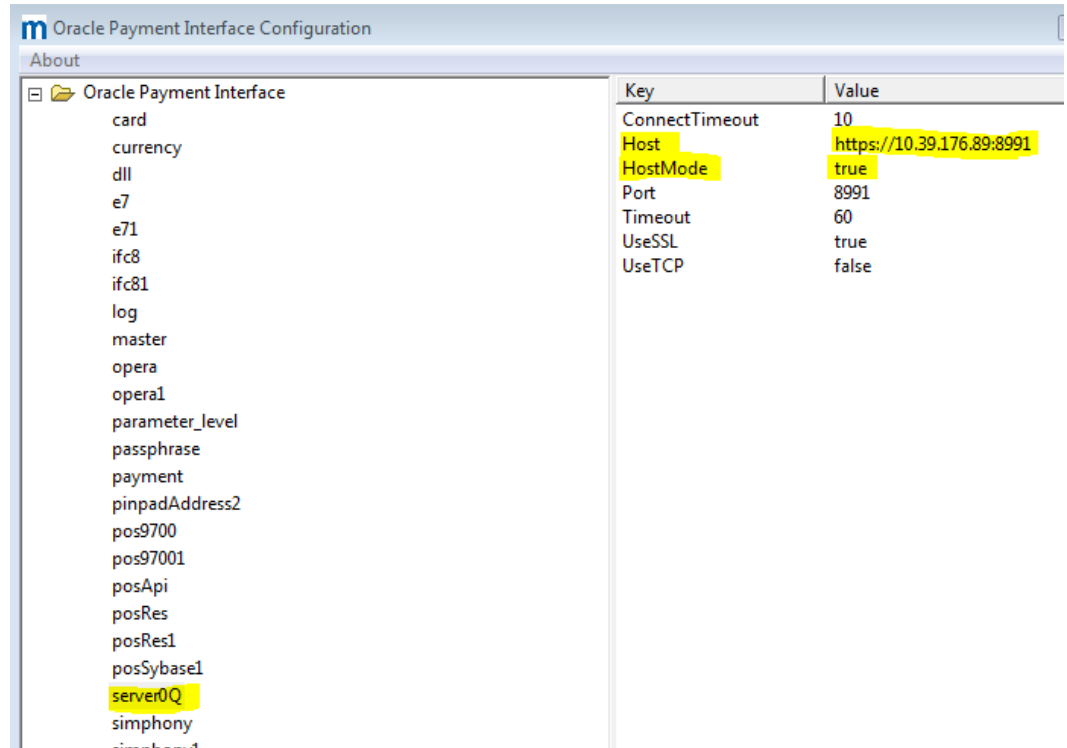 m Oracle Payment Interface Configuration
About
Oracle Payment Interface
card
currency
dll
e7
e71
ifc8
ifc81
log
master
opera
opera1
parameter_level
passphrase
payment
pinpadAddress2
pos9700
pos97001
posApi
posRes
posRes1
posSybase1
server0Q
simphony
Key Value
ConnectTimeout 10
Host https://10.39.176.89:8991
HostMode true
Port 8991
Timeout 60
UseSSL true
UseTCP false